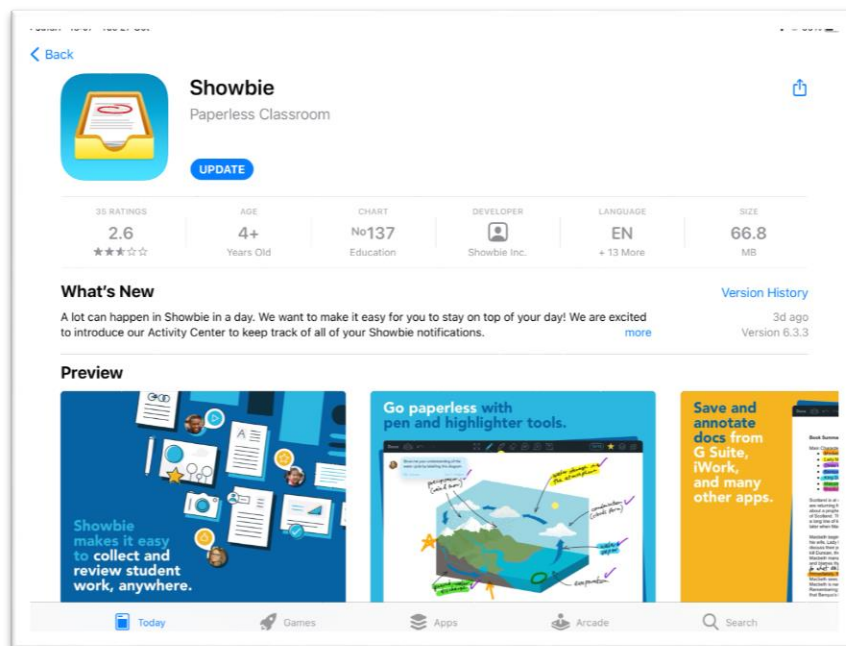 Back
Showbie
Paperless Classroom
UPDATE
35 RATINGS
2.6
AGE
4+
Years Old
CHART
No137
Education
DEVELOPER
Showbie Inc.
LANGUAGE
EN
+ 13 More
SIZE
66.8
MB
What's New
Version History
A lot can happen in Showbie in a day. We want to make it easy for you to stay on top of your day! We are excited
to introduce our Activity Center to keep track of all of your Showbie notifications.
more
3d ago
Version 6.3.3
Preview
Showbie
makes it easy
to collect and
review student
work, anywhere.
Go paperless with
pen and highlighter tools.
evaporation
Save and
annotate
docs from
G Suite,
iWork,
and many
other apps.
Today
Games
Apps
Arcade
Search